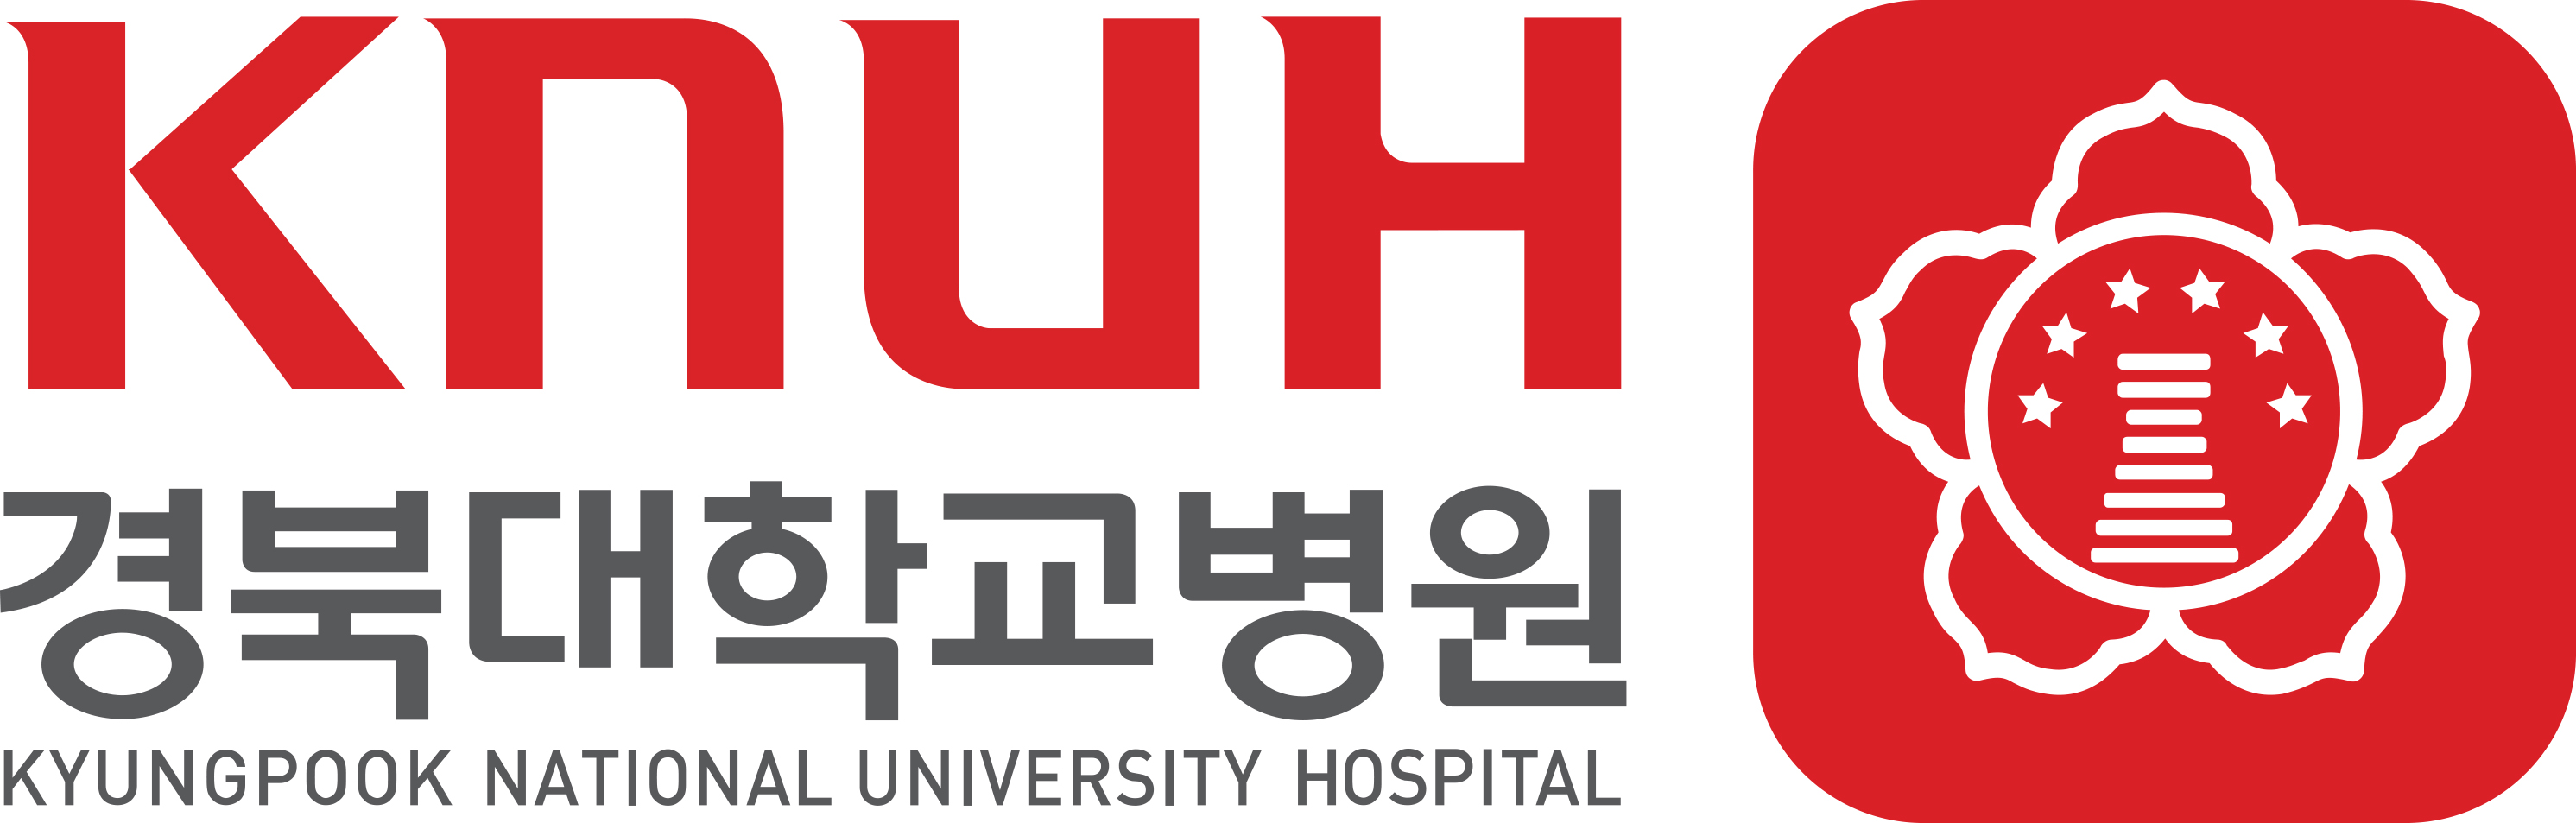 KNUH
경북대학교병원
KYUNGPOOK NATIONAL UNIVERSITY HOSPITAL